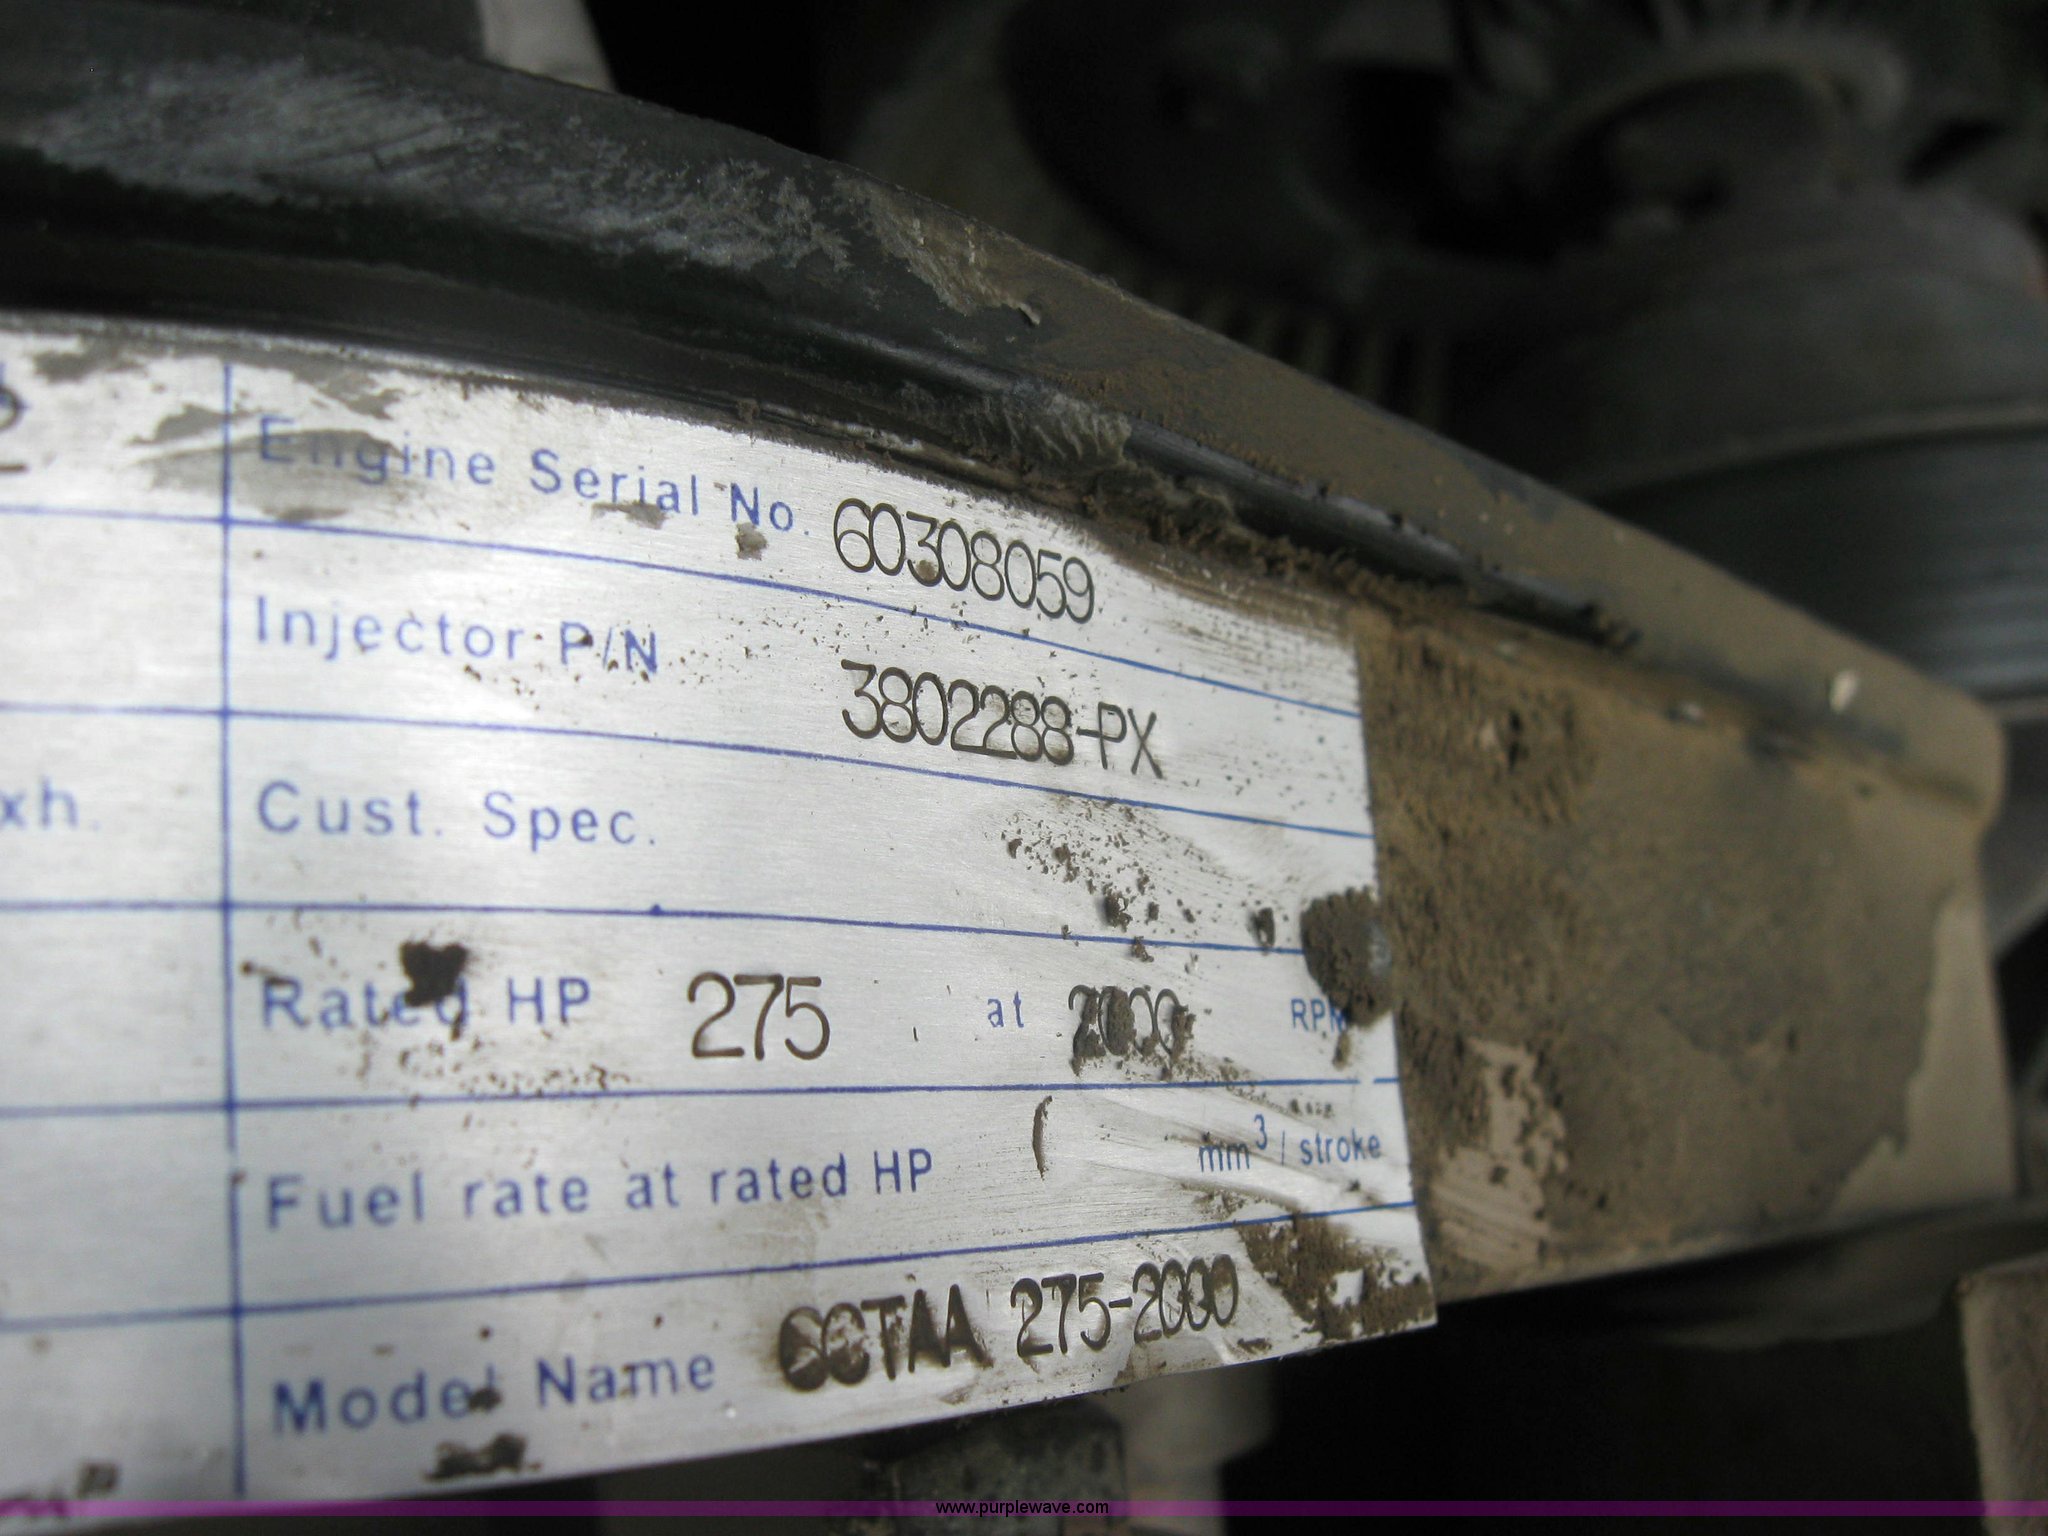 Engine Serial No. 60308059
Injector P/N 3802288-PX
xh. Cust. Spec.
Rated HP 275 at 2000 RPM
Fuel rate at rated HP mm³/ stroke
Model Name 6CTAA 275-2000
www.purplewave.com